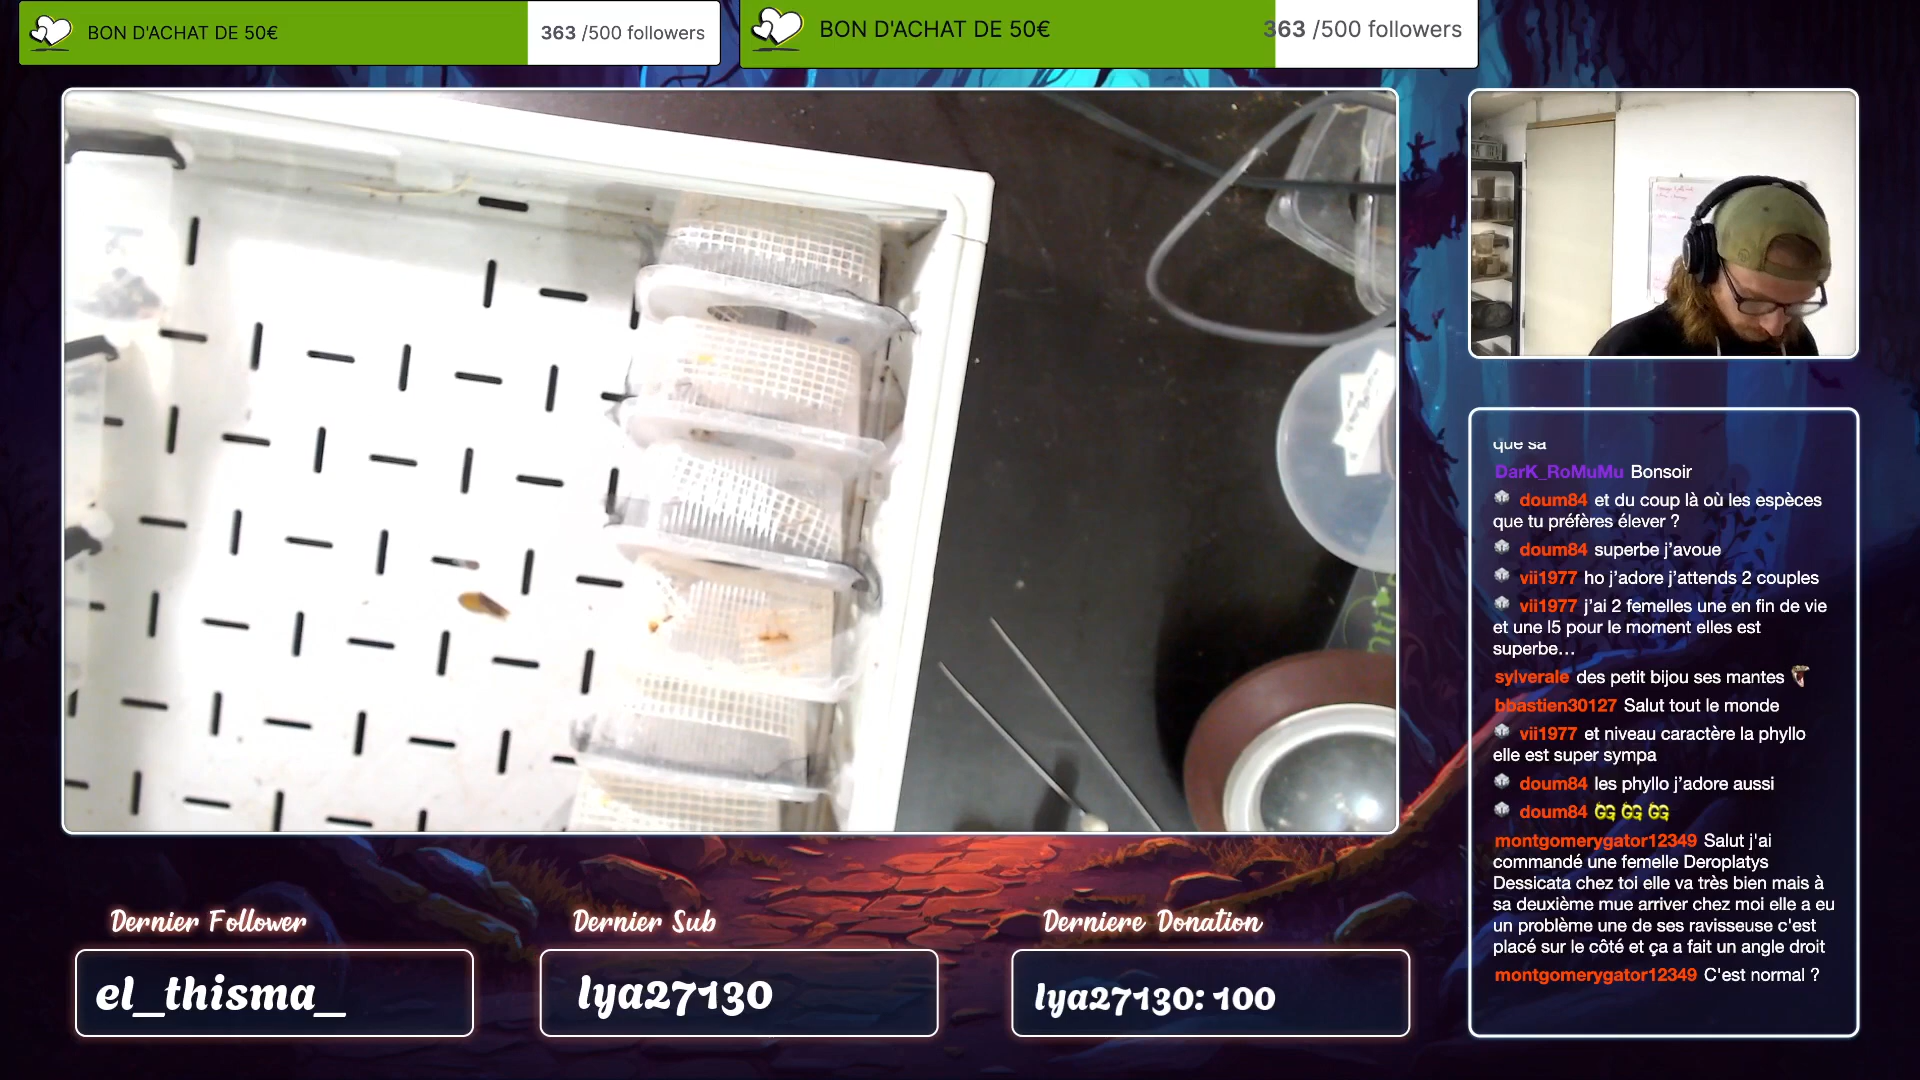 BON D'ACHAT DE 50€
363 /500 followers
BON D'ACHAT DE 50€
363 /500 followers
que sa
DarK_RoMuMu Bonsoir
doum84 et du coup là où les espèces
que tu préfères élever ?
doum84 superbe j'avoue
vii1977 ho j'adore j'attends 2 couples
vii1977 j'ai 2 femelles une en fin de vie
et une l5 pour le moment elles est
superbe...
sylverale des petit bijou ses mantes
bbastien30127 Salut tout le monde
vii1977 et niveau caractère la phyllo
elle est super sympa
doum84 les phyllo j'adore aussi
doum84 GG GG GG
montgomerygator12349 Salut j'ai
commandé une femelle Deroplatys
Dessicata chez toi elle va très bien mais à
sa deuxième mue arriver chez moi elle a eu
un problème une de ses ravisseuse c'est
placé sur le côté et ça a fait un angle droit
montgomerygator12349 C'est normal ?
Dernier Follower
el_thisma_
Dernier Sub
lya27130
Derniere Donation
lya27130: 100